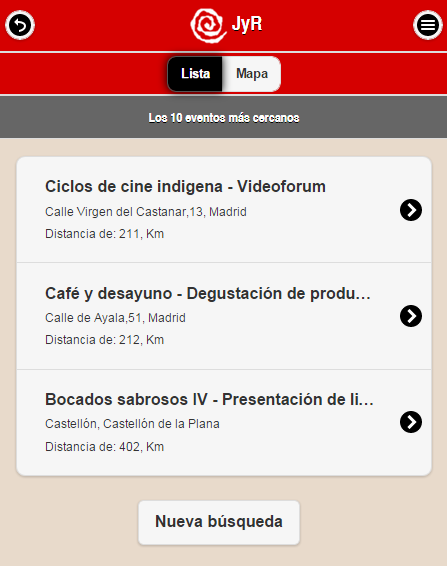 JyR
Lista Mapa
Los 10 eventos más cercanos
Ciclos de cine indigena - Videoforum
Calle Virgen del Castanar,13, Madrid
Distancia de: 211, Km
Café y desayuno - Degustación de produ...
Calle de Ayala,51, Madrid
Distancia de: 212, Km
Bocados sabrosos IV - Presentación de li...
Castellón, Castellón de la Plana
Distancia de: 402, Km
Nueva búsqueda